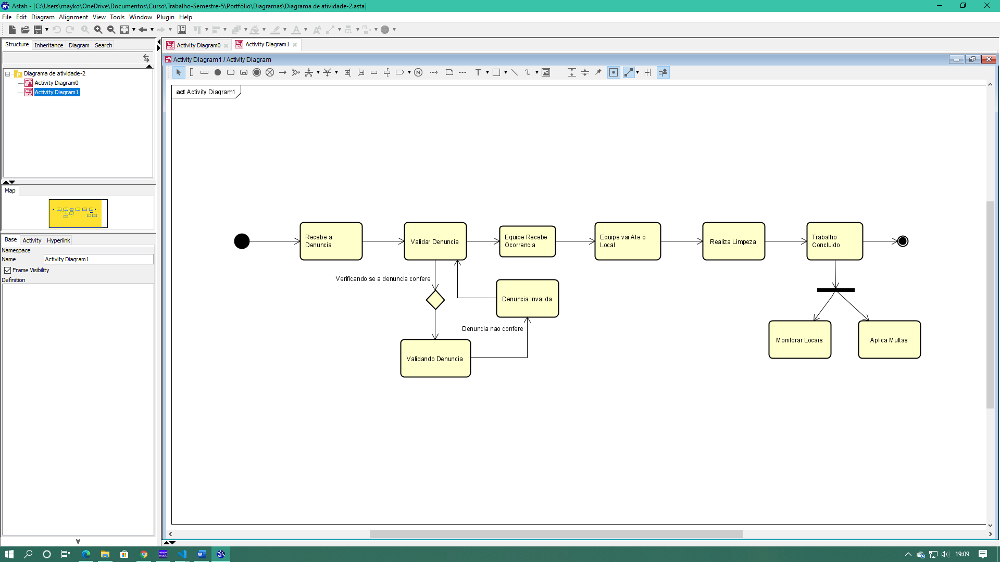 Astah - [C:\Users\mayko\OneDrive\Documentos\Curso\Trabalho-Semestre-5\Portfólio\Diagramas\Diagrama de atividade-2.asta]
File Edit Diagram Alignment View Tools Window Plugin Help
Structure Inheritance Diagram Search
Activity Diagram0 Activity Diagram1
Activity Diagram1 / Activity Diagram
Diagrama de atividade-2
Activity Diagram0
Activity Diagram1
act Activity Diagram1
Map
Base Activity Hyperlink
Namespace
Name Activity Diagram1
Frame Visibility
Definition
Recebe a
Denuncia
Validar Denuncia
Equipe Recebe
Ocorrencia
Equipe vai Ate o
Local
Realiza Limpeza
Trabalho
Concluido
Verificando se a denuncia confere
Denuncia Invalida
Denuncia nao confere
Validando Denuncia
Monitorar Locais
Aplica Multas
19:09